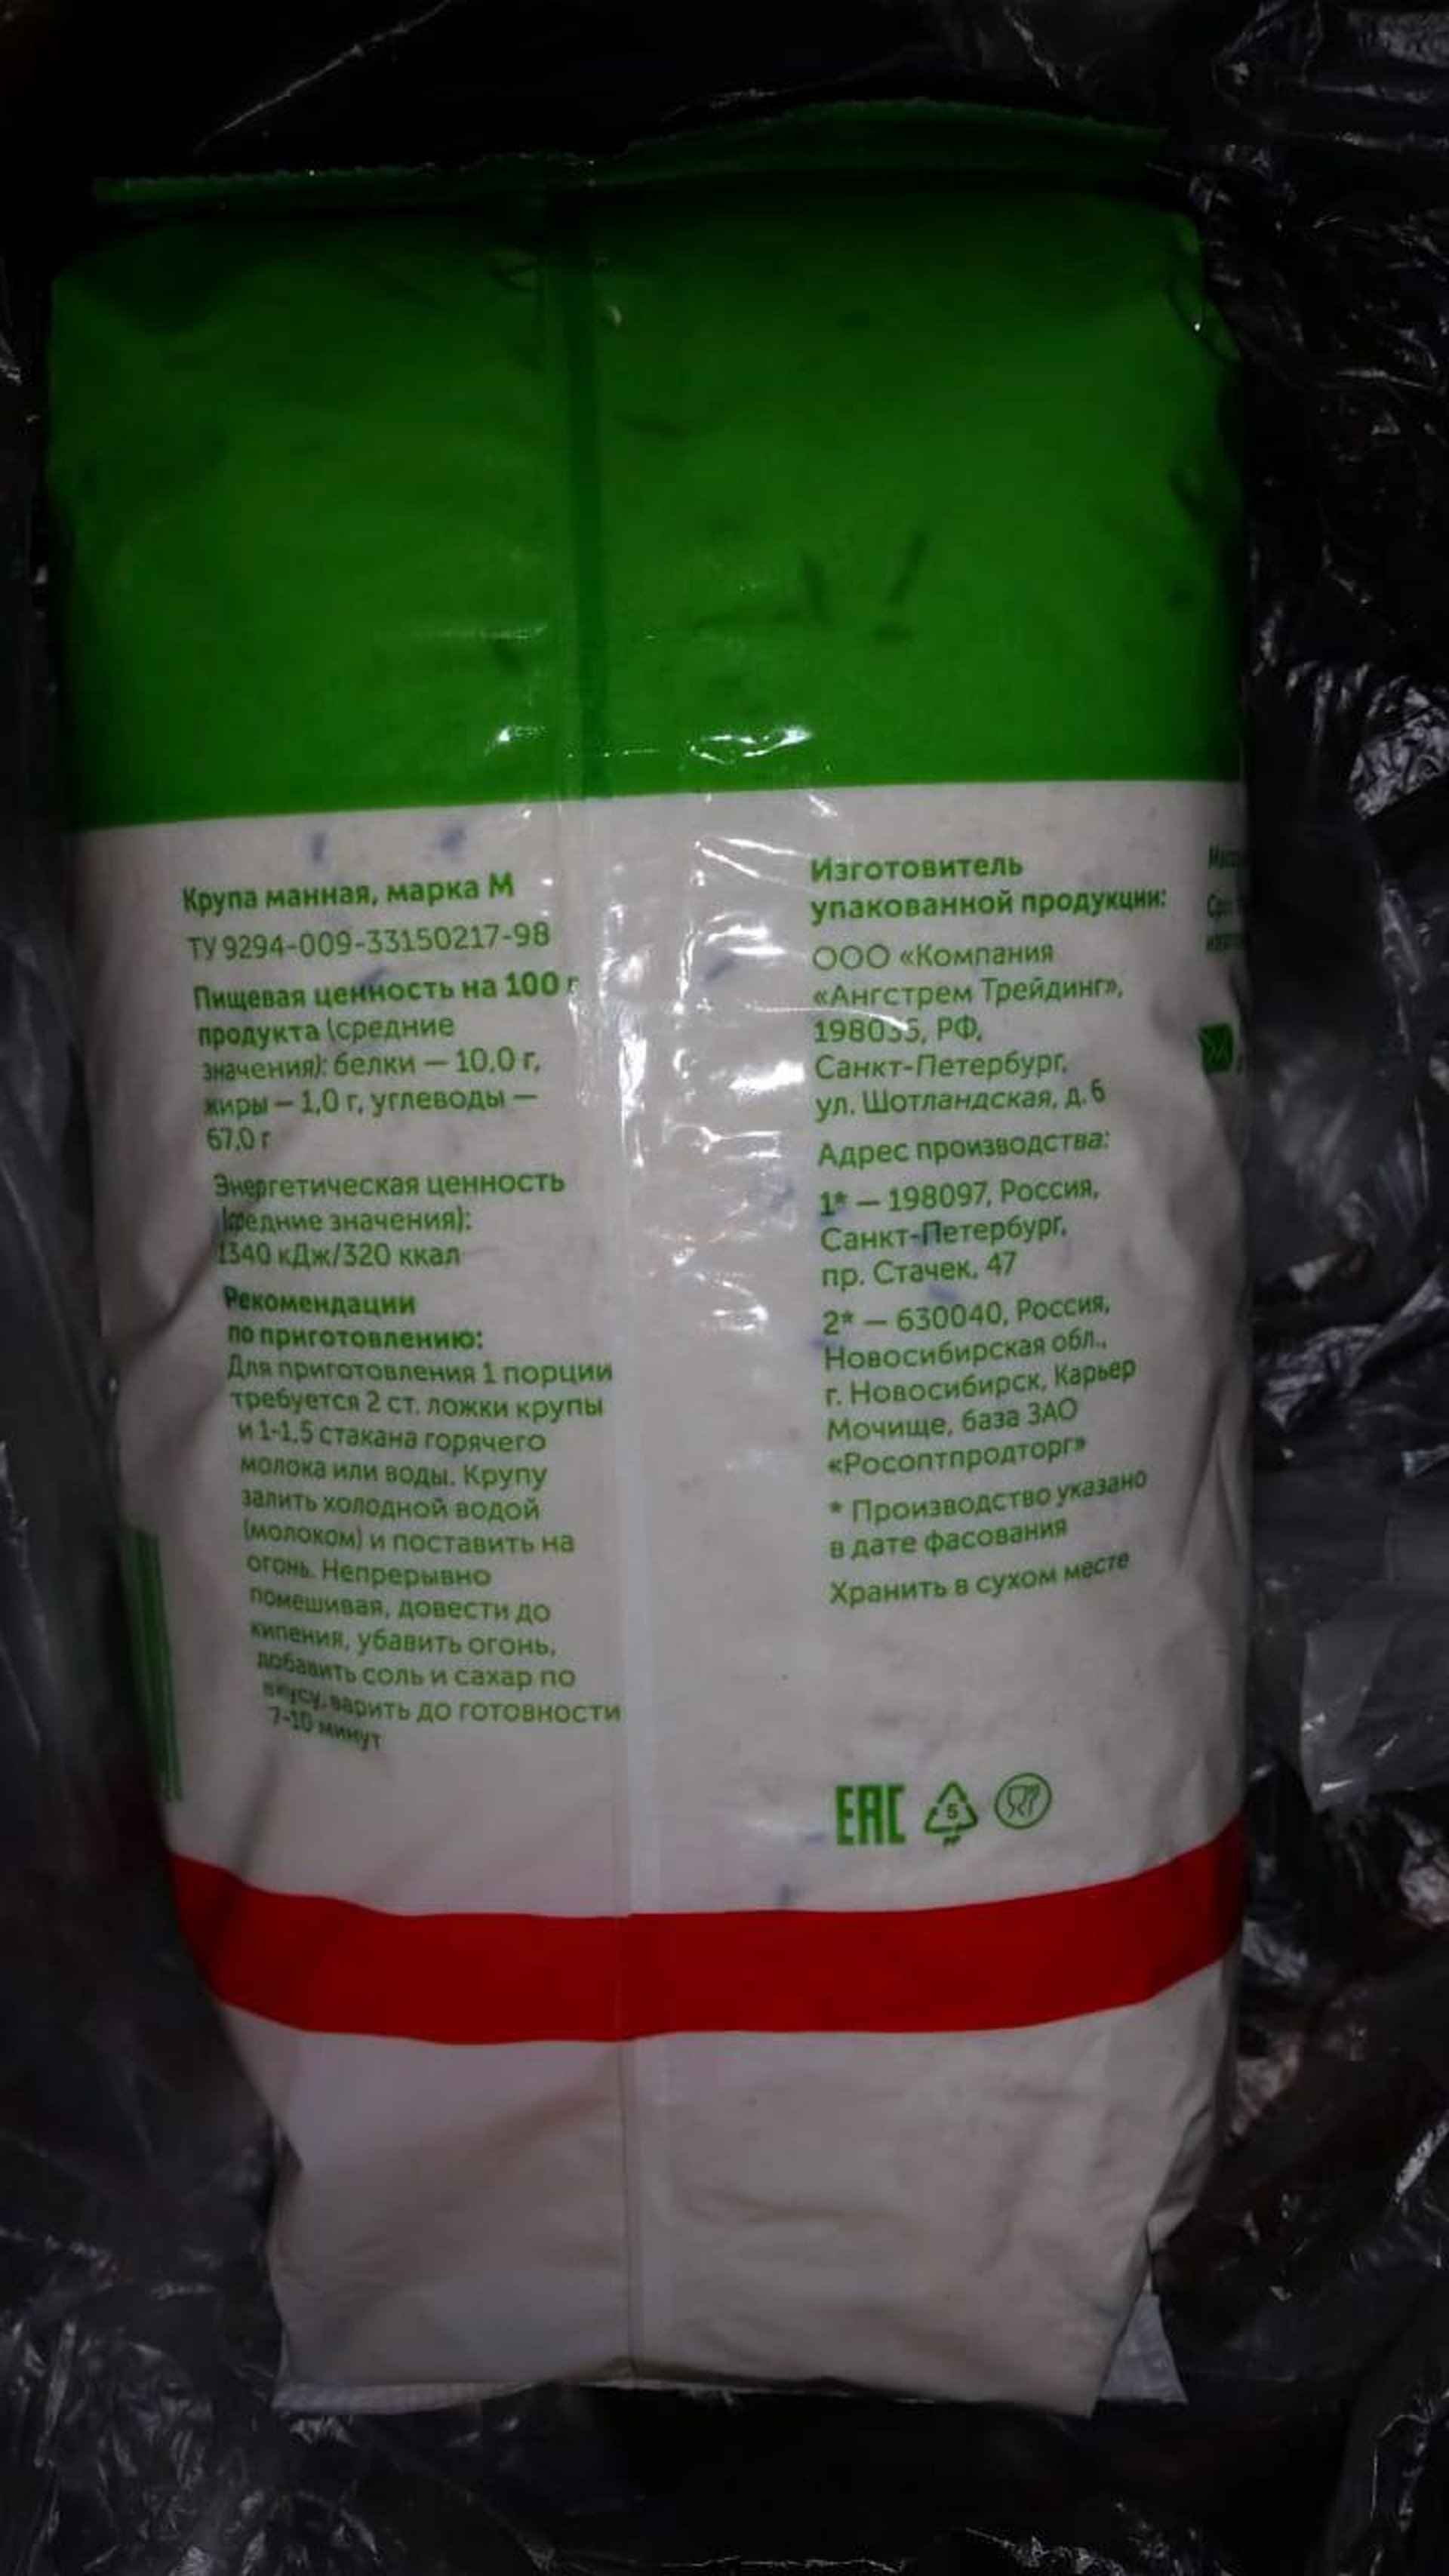 Крупа манная, марка М
ТУ 9294-009-33150217-98
Пищевая ценность на 100 г
продукта (средние
значения): белки — 10,0 г,
жиры — 1,0 г, углеводы —
67,0 г
Энергетическая ценность
(средние значения):
1340 кДж/320 ккал
Рекомендации
по приготовлению:
Для приготовления 1 порции
требуется 2 ст. ложки крупы
и 1-1,5 стакана горячего
молока или воды. Крупу
залить холодной водой
(молоком) и поставить на
огонь. Непрерывно
помешивая, довести до
кипения, убавить огонь,
добавить соль и сахар по
вкусу, варить до готовности
7-10 минут
Изготовитель
упакованной продукции:
ООО «Компания
«Ангстрем Трейдинг»,
198035, РФ,
Санкт-Петербург,
ул. Шотландская, д. 6
Адрес производства:
1* — 198097, Россия,
Санкт-Петербург,
пр. Стачек, 47
2* — 630040, Россия,
Новосибирская обл.,
г. Новосибирск, Карьер
Мочище, база ЗАО
«Росоптпродторг»
* Производство указано
в дате фасования
Хранить в сухом месте
EAC 5
PP